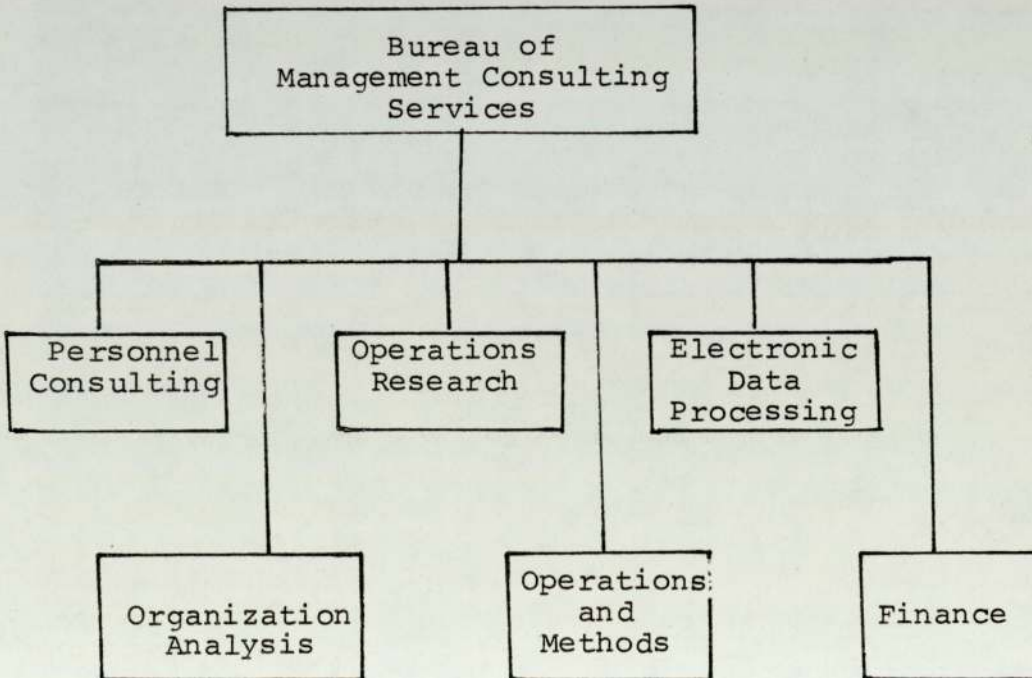 Bureau of
Management Consulting
Services
Personnel
Consulting
Operations
Research
Electronic
Data
Processing
Organization
Analysis
Operations
and
Methods
Finance